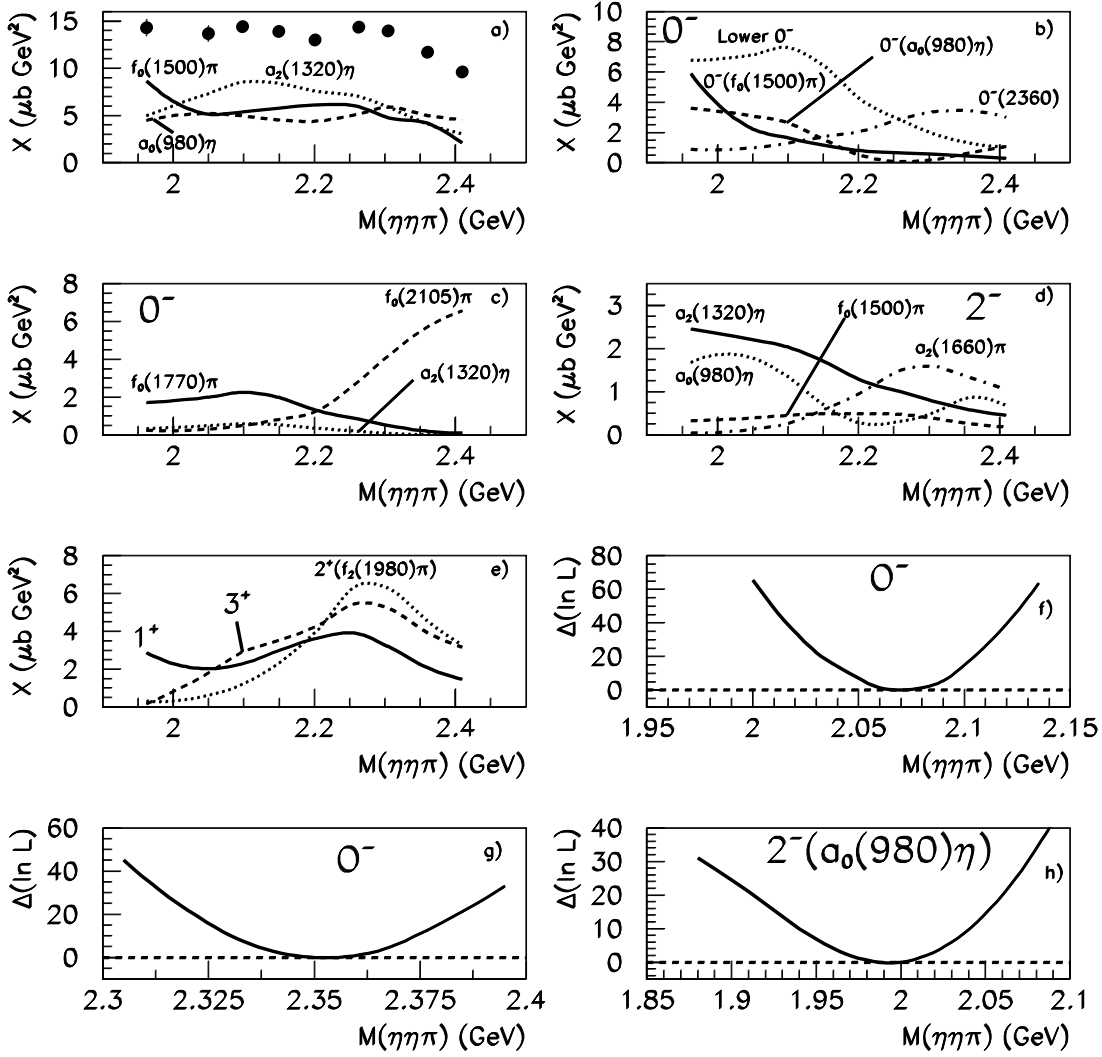 a)
X (μb GeV²)
15
10
5
0
f₀(1500)π
a₂(1320)η
a₀(980)η
2
2.2
2.4
M(ηηπ) (GeV)
b)
0⁻
X (μb GeV²)
10
8
6
4
2
0
Lower 0⁻
0⁻(a₀(980)η)
0⁻(f₀(1500)π)
0⁻(2360)
2
2.2
2.4
M(ηηπ) (GeV)
c)
0⁻
X (μb GeV²)
8
6
4
2
0
f₀(2105)π
f₀(1770)π
a₂(1320)η
2
2.2
2.4
M(ηηπ) (GeV)
d)
2⁻
X (μb GeV²)
3
2
1
0
a₂(1320)η
f₀(1500)π
a₀(980)η
a₂(1660)π
2
2.2
2.4
M(ηηπ) (GeV)
e)
X (μb GeV²)
8
6
4
2
0
2⁺(f₂(1980)π)
3⁺
1⁺
2
2.2
2.4
M(ηηπ) (GeV)
f)
0⁻
Δ(ln L)
80
60
40
20
0
1.95
2
2.05
2.1
2.15
M(ηηπ) (GeV)
g)
0⁻
Δ(ln L)
60
40
20
0
2.3
2.325
2.35
2.375
2.4
M(ηηπ) (GeV)
h)
2⁻(a₀(980)η)
Δ(ln L)
40
30
20
10
0
1.85
1.9
1.95
2
2.05
2.1
M(ηηπ) (GeV)